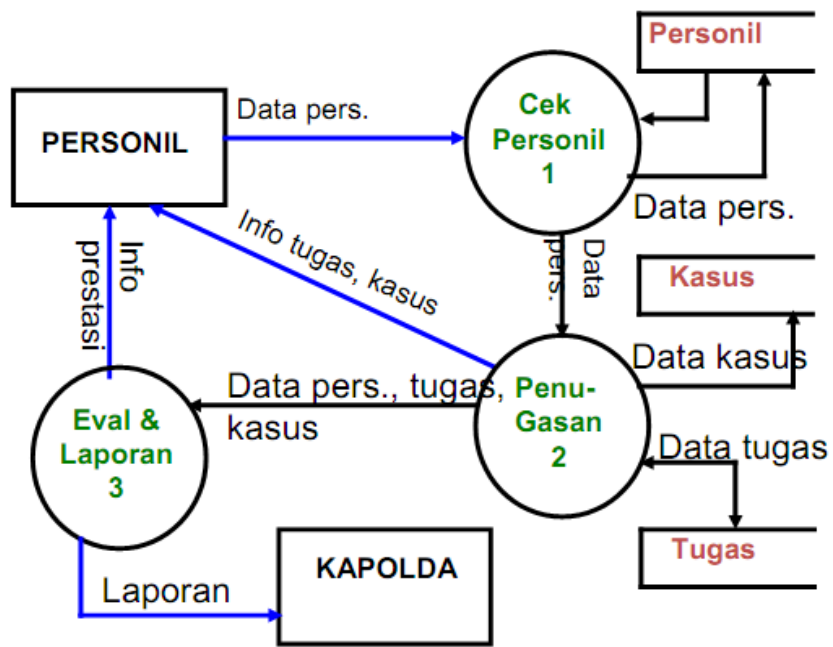 Personil
Data pers.
Cek
Personil
1
PERSONIL
Data pers.
Info tugas, kasus
Info
prestasi
Data
pers.
Kasus
Data kasus
Data pers., tugas,
kasus
Penu-
Gasan
2
Eval &
Laporan
3
Data tugas
Tugas
KAPOLDA
Laporan